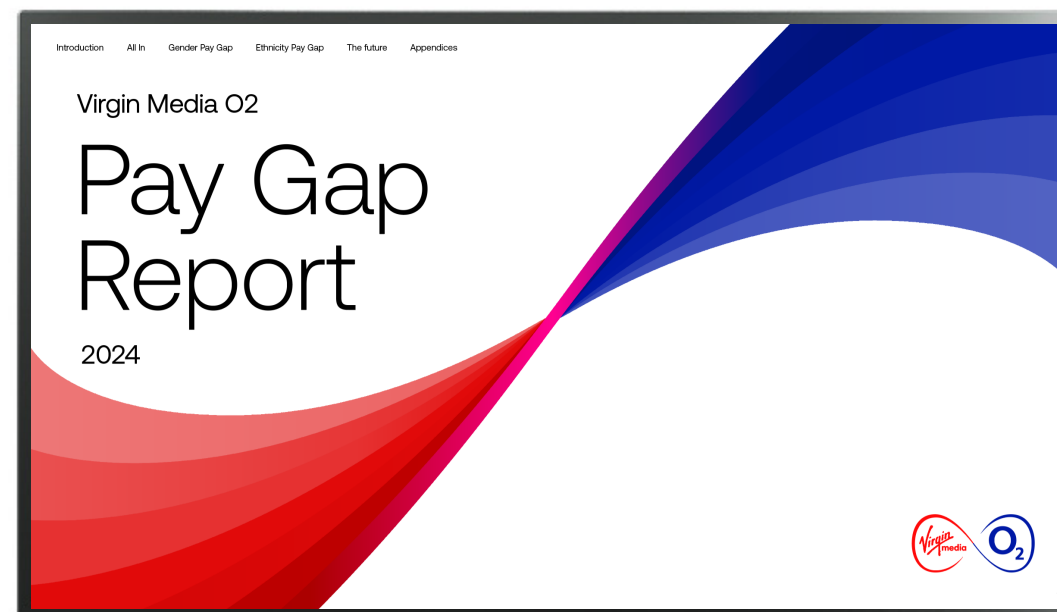 Introduction All In Gender Pay Gap Ethnicity Pay Gap The future Appendices
Virgin Media O2
Pay Gap
Report
2024
Virgin media O2